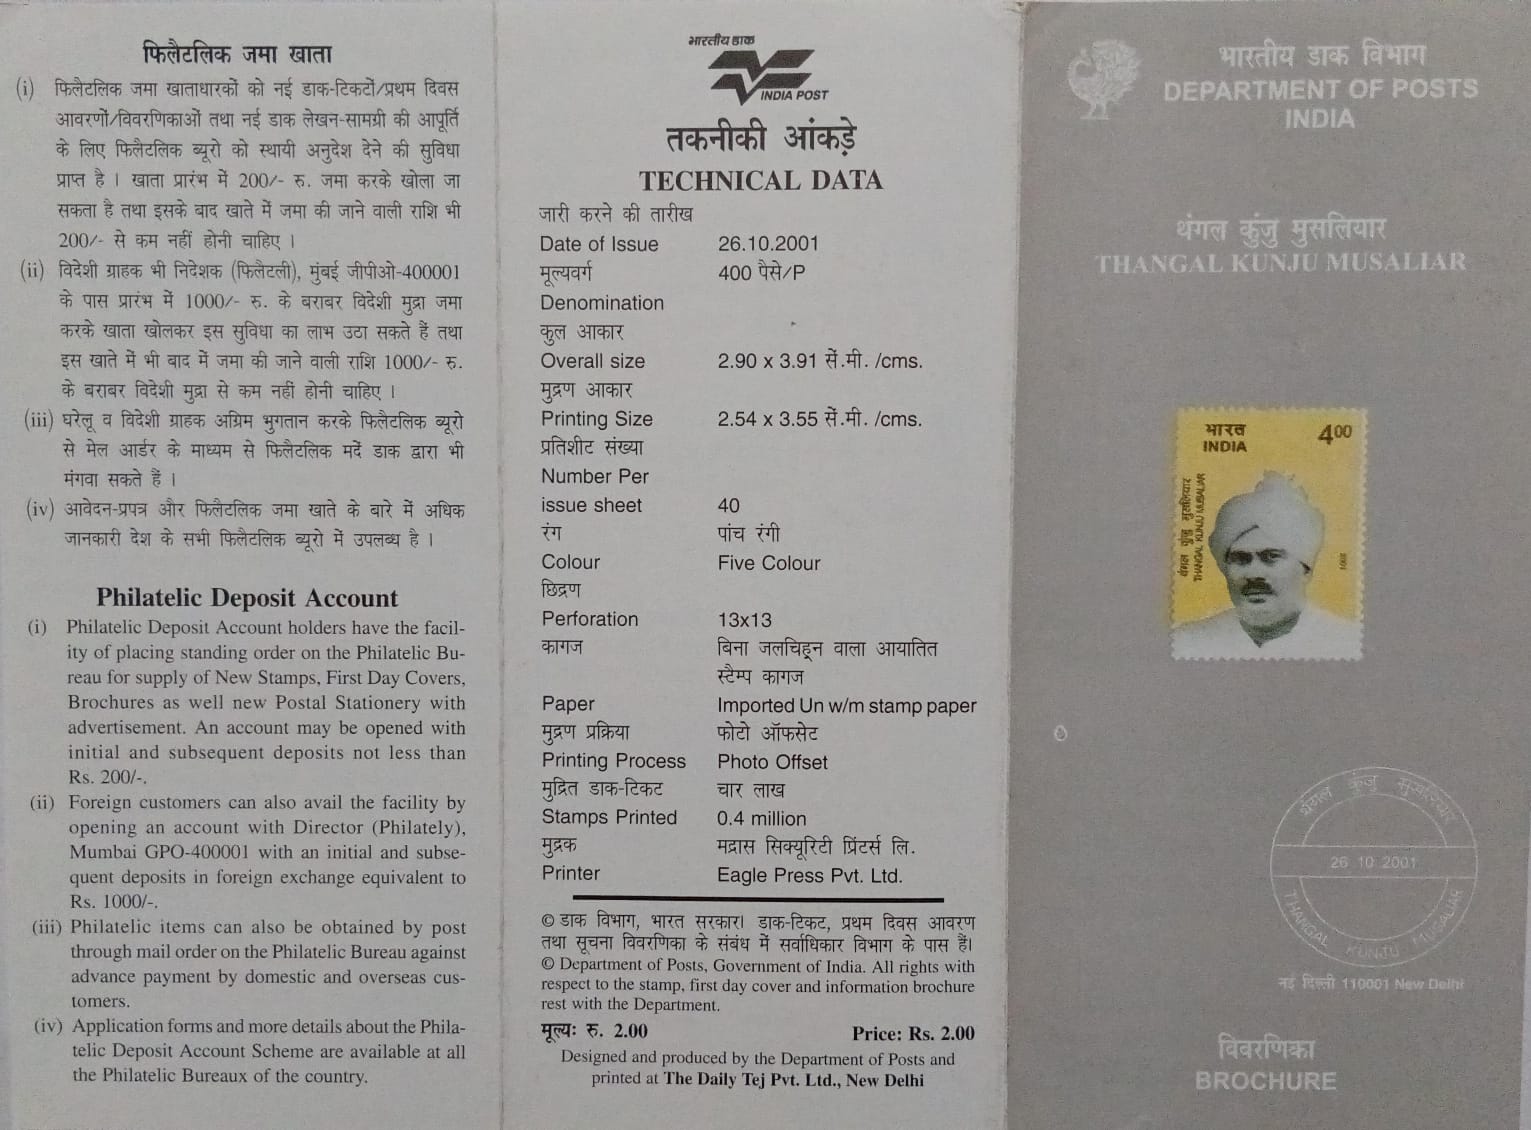 फिलैटलिक जमा खाता
(i) फिलैटलिक जमा खाताधारकों को नई डाक-टिकटों/प्रथम दिवस
आवरणों/विवरणिकाओं तथा नई डाक लेखन-सामग्री की आपूर्ति
के लिए फिलैटलिक ब्यूरो को स्थायी अनुदेश देने की सुविधा
प्राप्त है । खाता प्रारंभ में 200/- रु. जमा करके खोला जा
सकता है तथा इसके बाद खाते में जमा की जाने वाली राशि भी
200/- से कम नहीं होनी चाहिए ।
(ii) विदेशी ग्राहक भी निदेशक (फिलैटली), मुंबई जीपीओ-400001
के पास प्रारंभ में 1000/- रु. के बराबर विदेशी मुद्रा जमा
करके खाता खोलकर इस सुविधा का लाभ उठा सकते हैं तथा
इस खाते में भी बाद में जमा की जाने वाली राशि 1000/- रु.
के बराबर विदेशी मुद्रा से कम नहीं होनी चाहिए ।
(iii) घरेलू व विदेशी ग्राहक अग्रिम भुगतान करके फिलैटलिक ब्यूरो
से मेल आर्डर के माध्यम से फिलैटलिक मदें डाक द्वारा भी
मंगवा सकते हैं ।
(iv) आवेदन-प्रपत्र और फिलैटलिक जमा खाते के बारे में अधिक
जानकारी देश के सभी फिलैटलिक ब्यूरो में उपलब्ध है ।
Philatelic Deposit Account
(i) Philatelic Deposit Account holders have the facil-
ity of placing standing order on the Philatelic Bu-
reau for supply of New Stamps, First Day Covers,
Brochures as well new Postal Stationery with
advertisement. An account may be opened with
initial and subsequent deposits not less than
Rs. 200/-.
(ii) Foreign customers can also avail the facility by
opening an account with Director (Philately),
Mumbai GPO-400001 with an initial and subse-
quent deposits in foreign exchange equivalent to
Rs. 1000/-.
(iii) Philatelic items can also be obtained by post
through mail order on the Philatelic Bureau against
advance payment by domestic and overseas cus-
tomers.
(iv) Application forms and more details about the Phila-
telic Deposit Account Scheme are available at all
the Philatelic Bureaux of the country.
भारतीय डाक
INDIA POST
तकनीकी आंकड़े
TECHNICAL DATA
जारी करने की तारीख
Date of Issue 26.10.2001
मूल्यवर्ग 400 पैसे/P
Denomination
कुल आकार
Overall size 2.90 x 3.91 सें.मी. /cms.
मुद्रण आकार
Printing Size 2.54 x 3.55 सें.मी. /cms.
प्रतिशीट संख्या
Number Per
issue sheet 40
रंग पांच रंगी
Colour Five Colour
छिद्रण
Perforation 13x13
कागज बिना जलचिह्न वाला आयातित
स्टैम्प कागज
Paper Imported Un w/m stamp paper
मुद्रण प्रक्रिया फोटो ऑफसेट
Printing Process Photo Offset
मुद्रित डाक-टिकट चार लाख
Stamps Printed 0.4 million
मुद्रक मद्रास सिक्यूरिटी प्रिंटर्स लि.
Printer Eagle Press Pvt. Ltd.
© डाक विभाग, भारत सरकार। डाक-टिकट, प्रथम दिवस आवरण
तथा सूचना विवरणिका के संबंध में सर्वाधिकार विभाग के पास हैं।
© Department of Posts, Government of India. All rights with
respect to the stamp, first day cover and information brochure
rest with the Department.
मूल्यः रु. 2.00 Price: Rs. 2.00
Designed and produced by the Department of Posts and
printed at The Daily Tej Pvt. Ltd., New Delhi
भारतीय डाक विभाग
DEPARTMENT OF POSTS
INDIA
थंगल कुंजु मुसलियार
THANGAL KUNJU MUSALIAR
भारत
INDIA
4 00
थंगल कुंजु मुसलियार
THANGAL KUNJU MUSALIAR
2001
थंगल कुंजु मुसलियार
26 10 2001
THANGAL KUNJU MUSALIAR
नई दिल्ली 110001 New Delhi
विवरणिका
BROCHURE